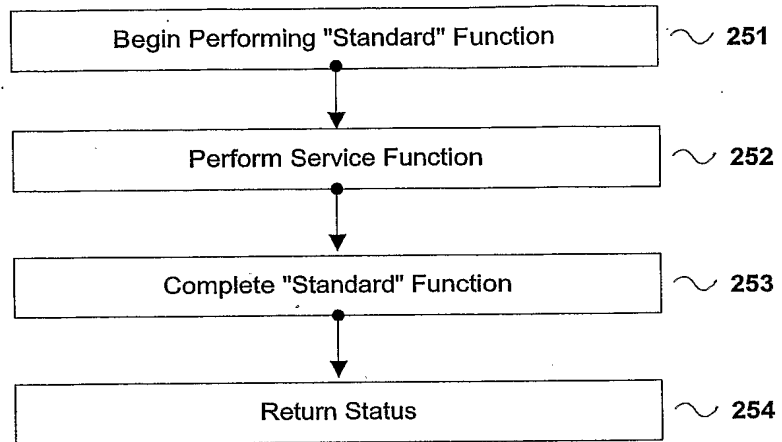 Begin Performing "Standard" Function 251
Perform Service Function 252
Complete "Standard" Function 253
Return Status 254